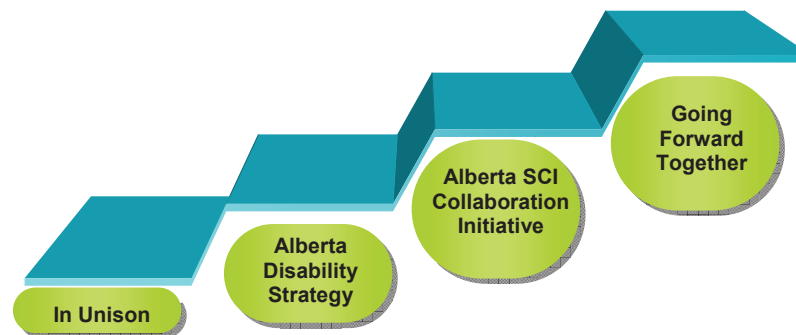 In Unison
Alberta
Disability
Strategy
Alberta SCI
Collaboration
Initiative
Going
Forward
Together